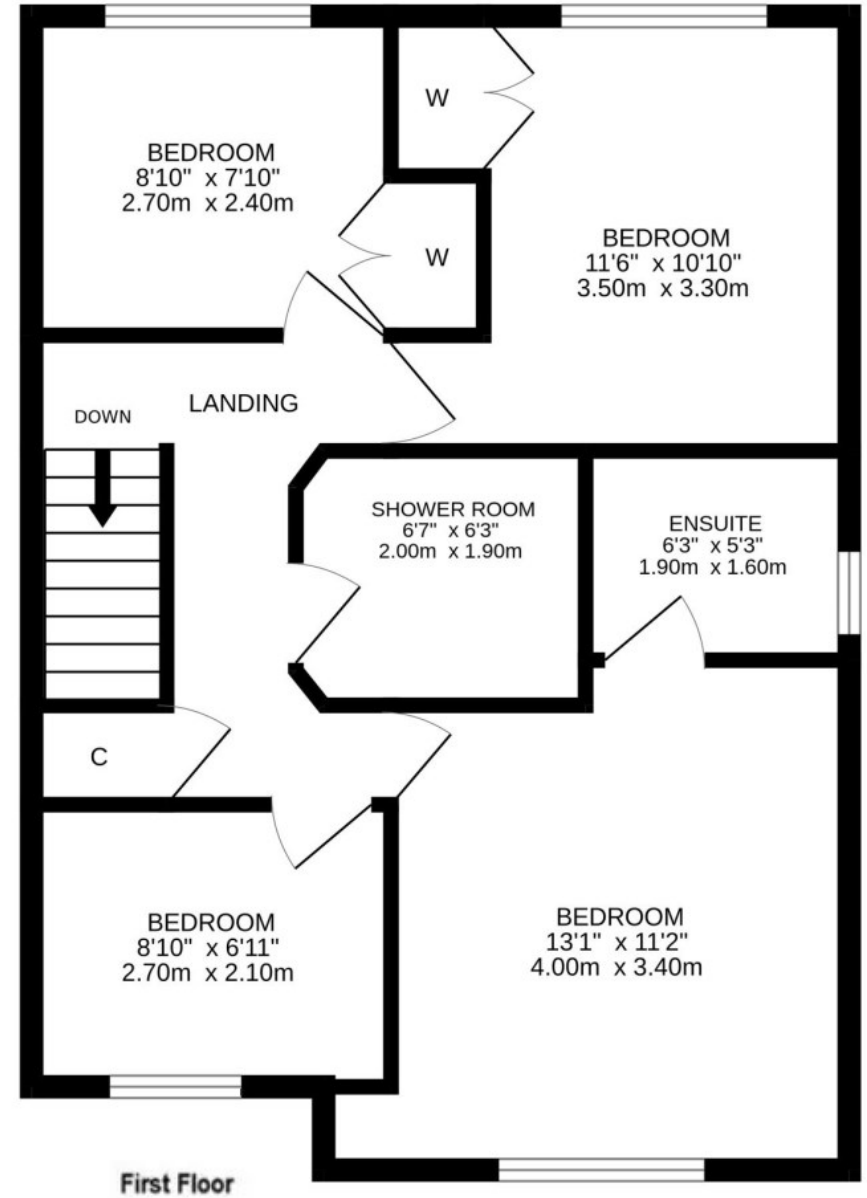 W
BEDROOM
8'10" x 7'10"
2.70m x 2.40m
W
BEDROOM
11'6" x 10'10"
3.50m x 3.30m
LANDING
DOWN
SHOWER ROOM
6'7" x 6'3"
2.00m x 1.90m
ENSUITE
6'3" x 5'3"
1.90m x 1.60m
C
BEDROOM
8'10" x 6'11"
2.70m x 2.10m
BEDROOM
13'1" x 11'2"
4.00m x 3.40m
First Floor